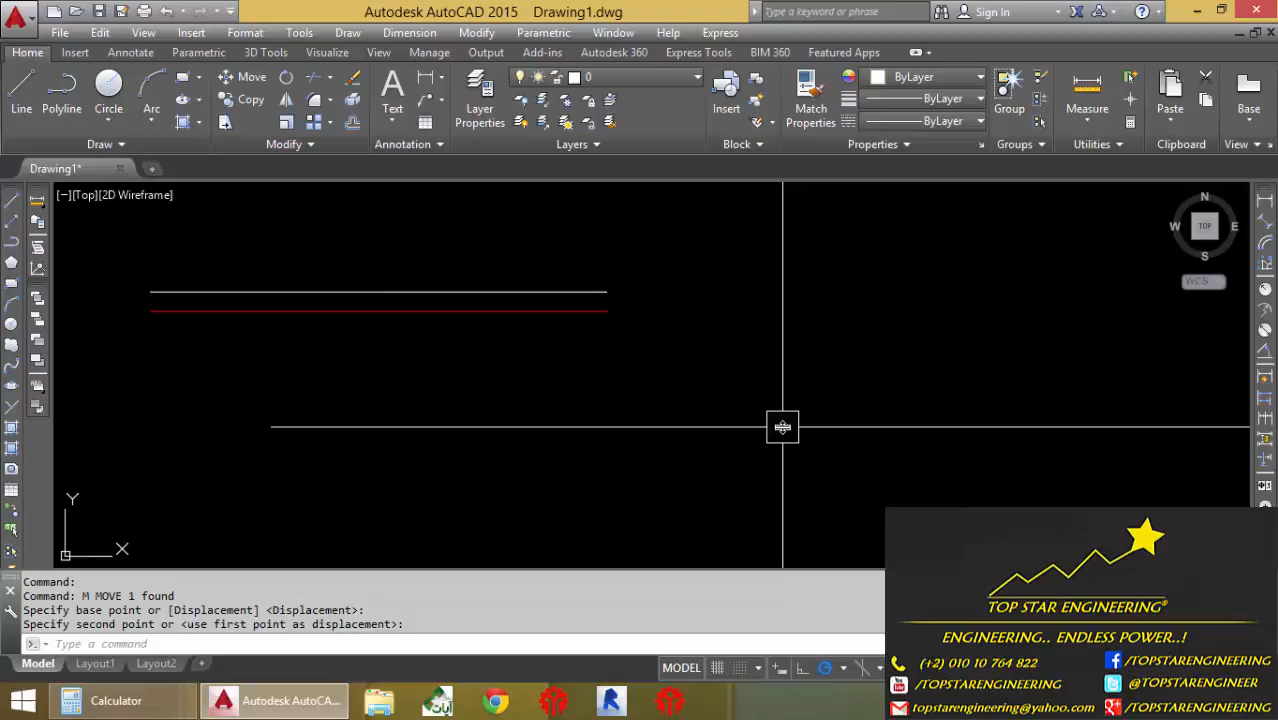 Autodesk AutoCAD 2015 Drawing1.dwg
Type a keyword or phrase
Sign In
File Edit View Insert Format Tools Draw Dimension Modify Parametric Window Help Express
Home Insert Annotate Parametric 3D Tools Visualize View Manage Output Add-ins Autodesk 360 Express Tools BIM 360 Featured Apps
Move
0
ByLayer
Copy
ByLayer
Line Polyline Circle Arc Text Layer Properties Insert Match Properties Group Measure Paste Base
ByLayer
Draw Modify Annotation Layers Block Properties Groups Utilities Clipboard View
Drawing1*
[−][Top][2D Wireframe]
N
W TOP E
S
WCS
Y
X
Command:
Command: M MOVE 1 found
Specify base point or [Displacement] <Displacement>:
Specify second point or <use first point as displacement>:
Type a command
Model Layout1 Layout2
MODEL
Calculator
Autodesk AutoCA...
TOP STAR ENGINEERING®
ENGINEERING.. ENDLESS POWER..!
(+2) 010 10 764 822
/TOPSTARENGINEERING
/TOPSTARENGINEERING
@TOPSTARENGINEER
topstarengineering@yahoo.com
/TOPSTARENGINEERING